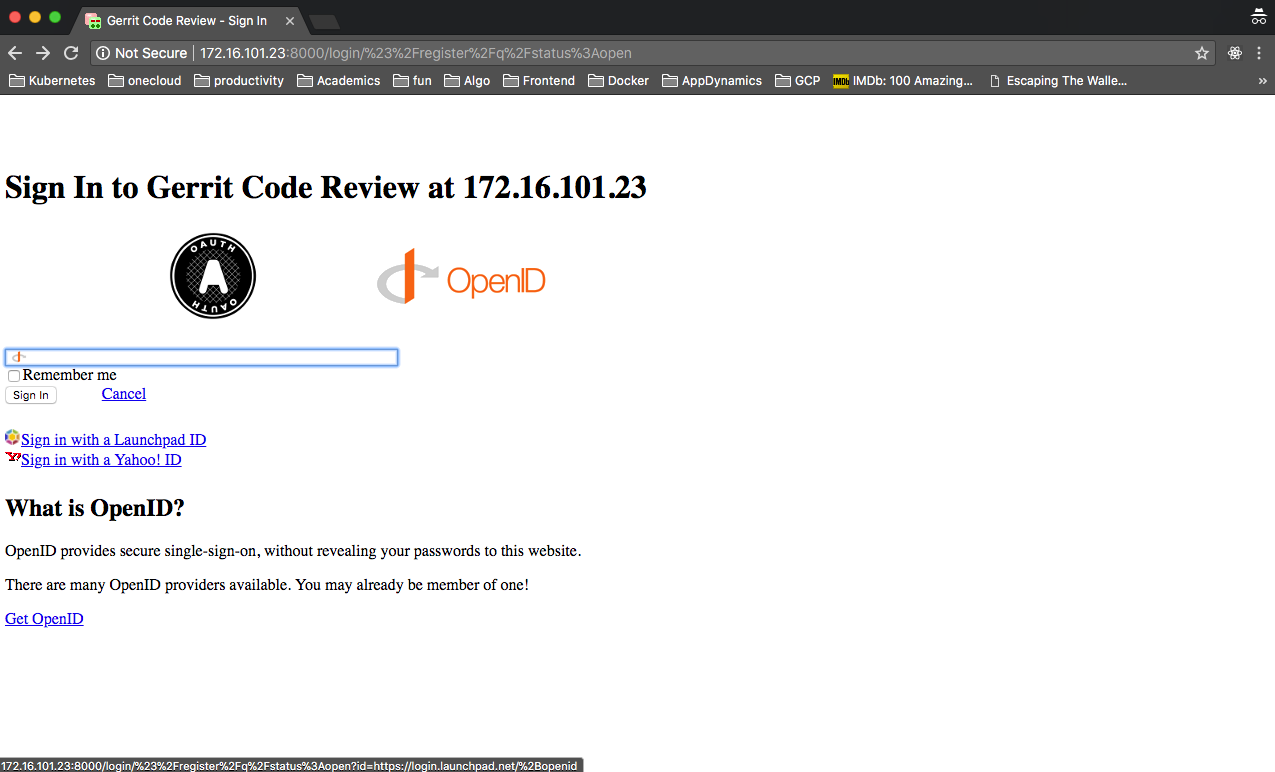 Gerrit Code Review - Sign In
Not Secure | 172.16.101.23:8000/login/%23%2Fregister%2Fq%2Fstatus%3Aopen
Kubernetes onecloud productivity Academics fun Algo Frontend Docker AppDynamics GCP IMDb IMDb: 100 Amazing... Escaping The Walle... »
Sign In to Gerrit Code Review at 172.16.101.23
OAUTH A OAUTH
OpenID
Remember me
Sign In Cancel
Sign in with a Launchpad ID
Y! Sign in with a Yahoo! ID
What is OpenID?
OpenID provides secure single-sign-on, without revealing your passwords to this website.
There are many OpenID providers available. You may already be member of one!
Get OpenID
172.16.101.23:8000/login/%23%2Fregister%2Fq%2Fstatus%3Aopen?id=https://login.launchpad.net/%2Bopenid